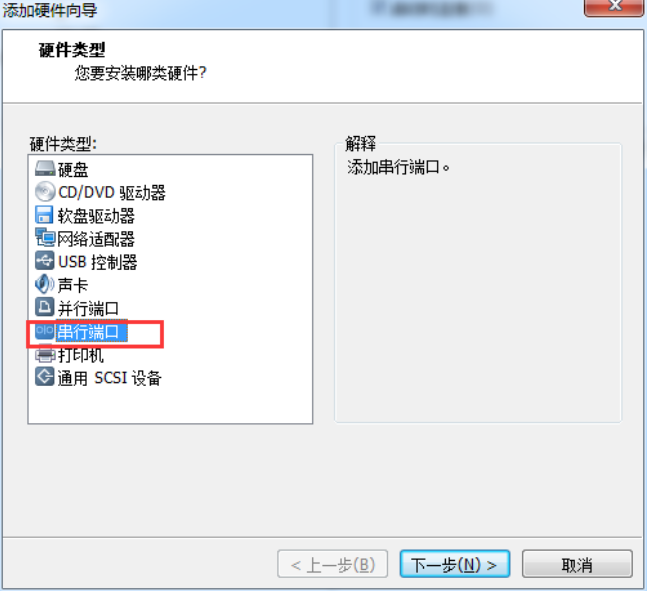 添加硬件向导
硬件类型
您要安装哪类硬件?
硬件类型:
硬盘
CD/DVD 驱动器
软盘驱动器
网络适配器
USB 控制器
声卡
并行端口
串行端口
打印机
通用 SCSI 设备
解释
添加串行端口。
< 上一步(B)
下一步(N) >
取消